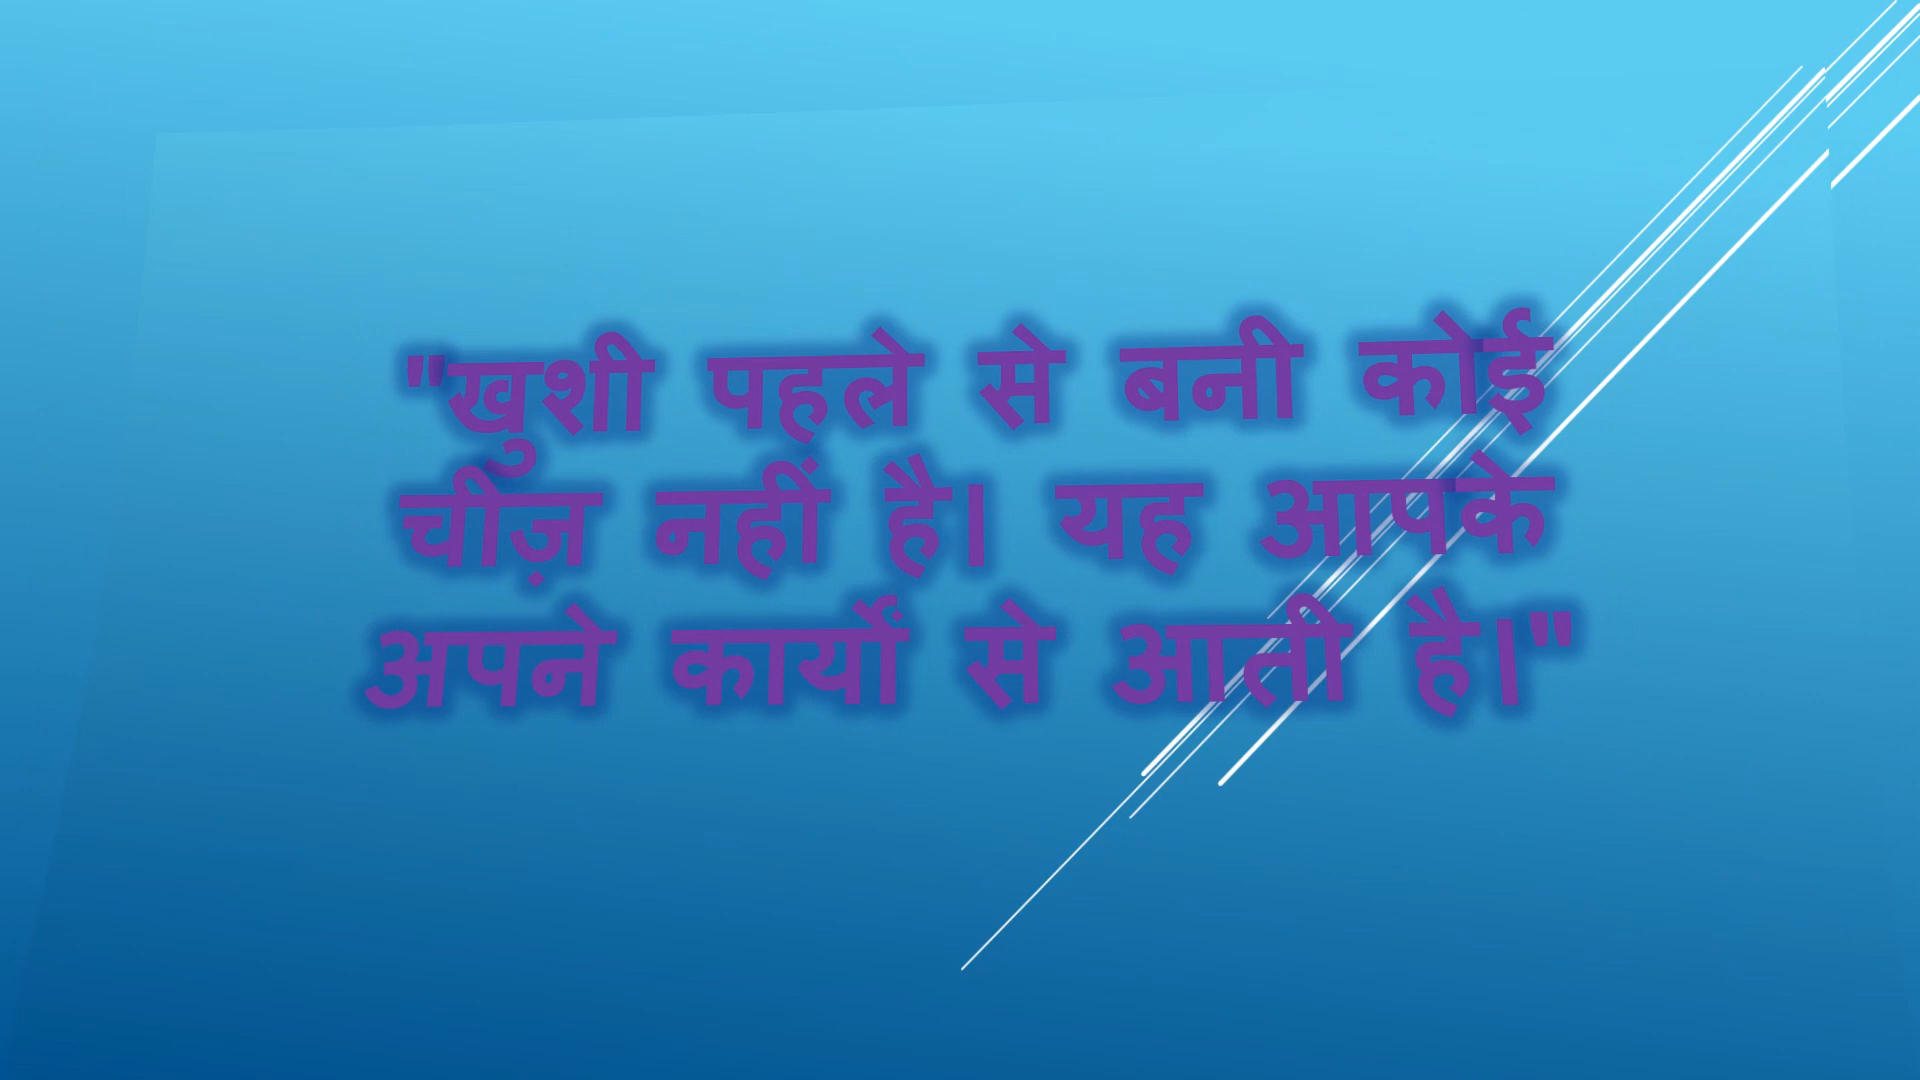 "खुशी पहले से बनी कोई
चीज़ नहीं है। यह आपके
अपने कार्यों से आती है।"